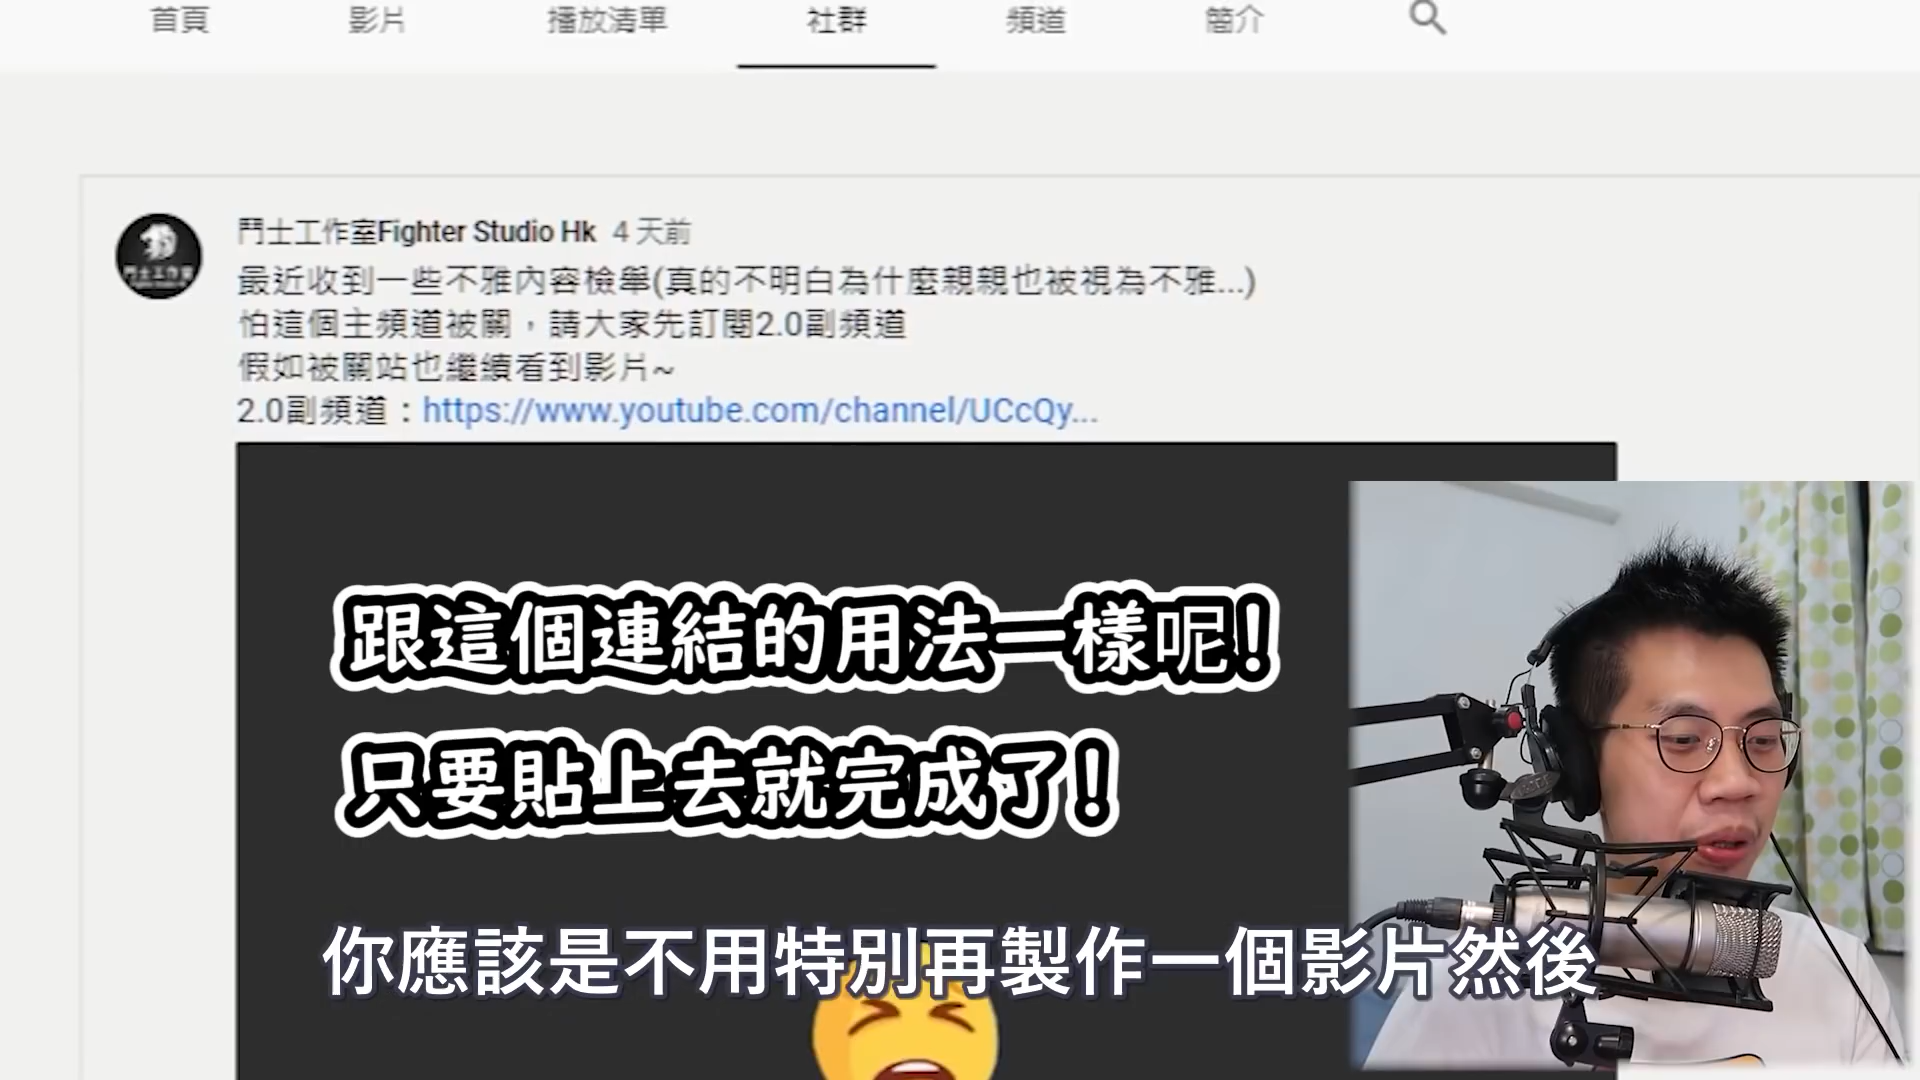 首頁 影片 播放清單 社群 頻道 簡介
鬥士工作室Fighter Studio Hk 4 天前
最近收到一些不雅內容檢舉(真的不明白為什麼親親也被視為不雅...)
怕這個主頻道被關，請大家先訂閱2.0副頻道
假如被關站也繼續看到影片~
2.0副頻道：https://www.youtube.com/channel/UCcQy...
跟這個連結的用法一樣呢!
只要貼上去就完成了!
你應該是不用特別再製作一個影片然後